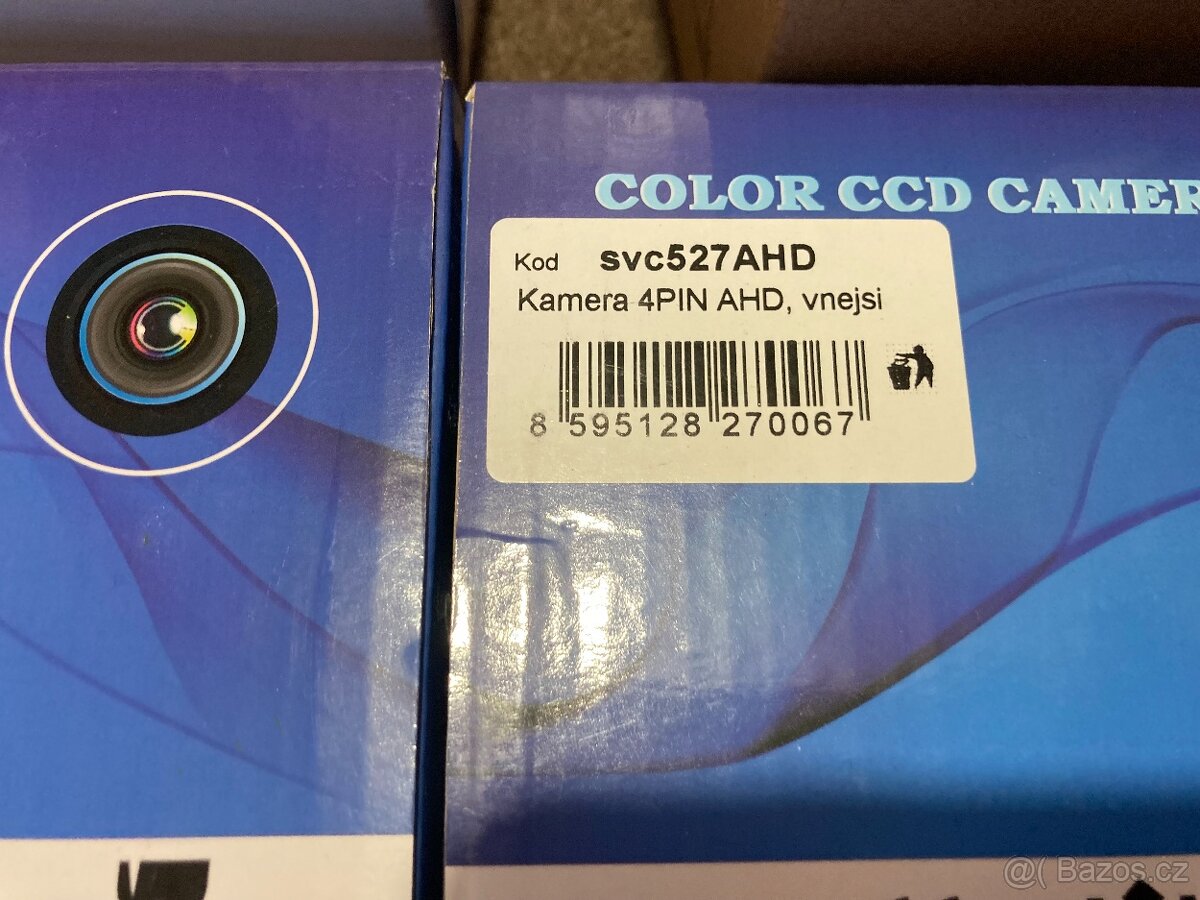 COLOR CCD CAMER
Kod svc527AHD
Kamera 4PIN AHD, vnejsi
8 595128 270067
@( Bazos.cz